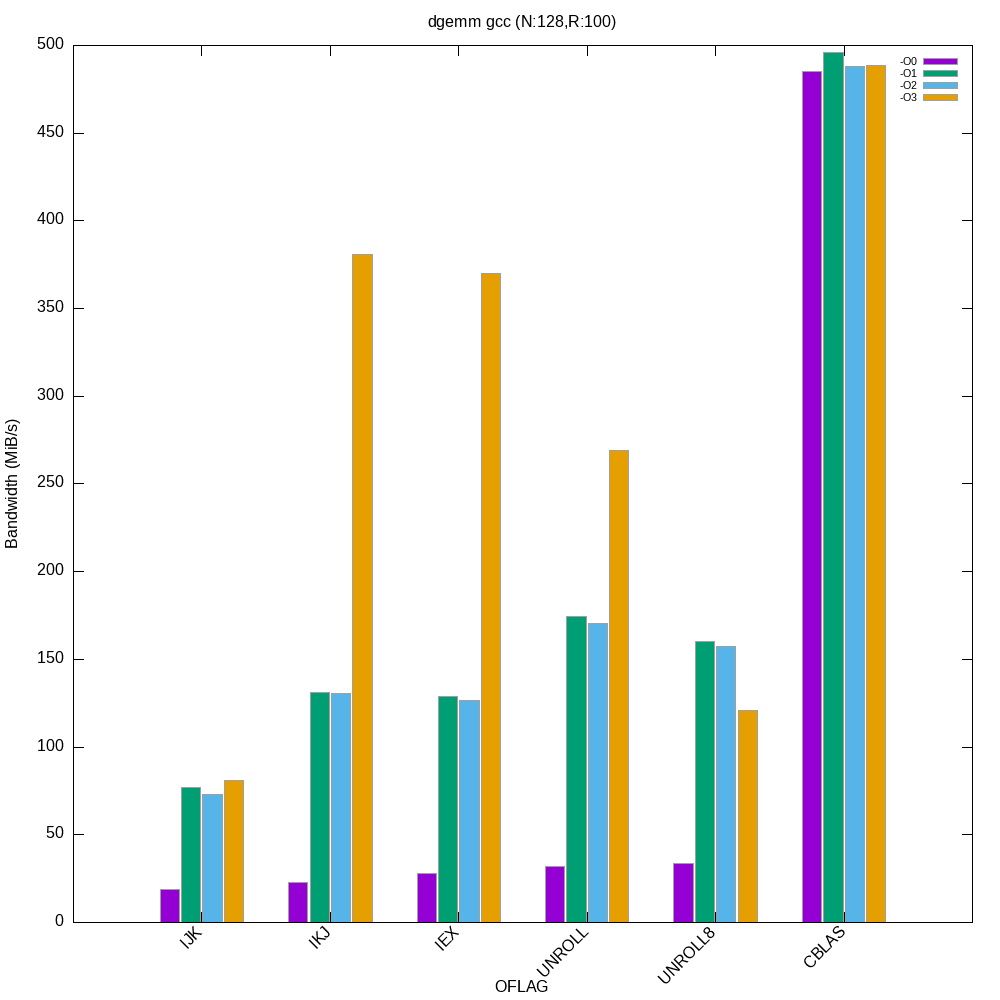 dgemm gcc (N:128,R:100)
-O0
-O1
-O2
-O3
500
450
400
350
300
250
200
150
100
50
0
Bandwidth (MiB/s)
IJK
IKJ
IEX
UNROLL
UNROLL8
CBLAS
OFLAG